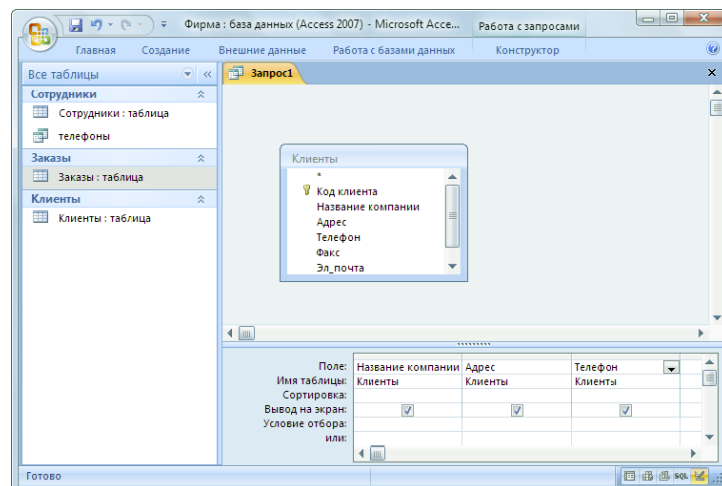 Фирма : база данных (Access 2007) - Microsoft Acce...
Работа с запросами
Главная Создание Внешние данные Работа с базами данных Конструктор
Все таблицы
Запрос1
Сотрудники
Сотрудники : таблица
телефоны
Заказы
Заказы : таблица
Клиенты
Клиенты : таблица
Клиенты
*
Код клиента
Название компании
Адрес
Телефон
Факс
Эл_почта
Поле: Название компании Адрес Телефон
Имя таблицы: Клиенты Клиенты Клиенты
Сортировка:
Вывод на экран:
Условие отбора:
или:
Готово
SQL